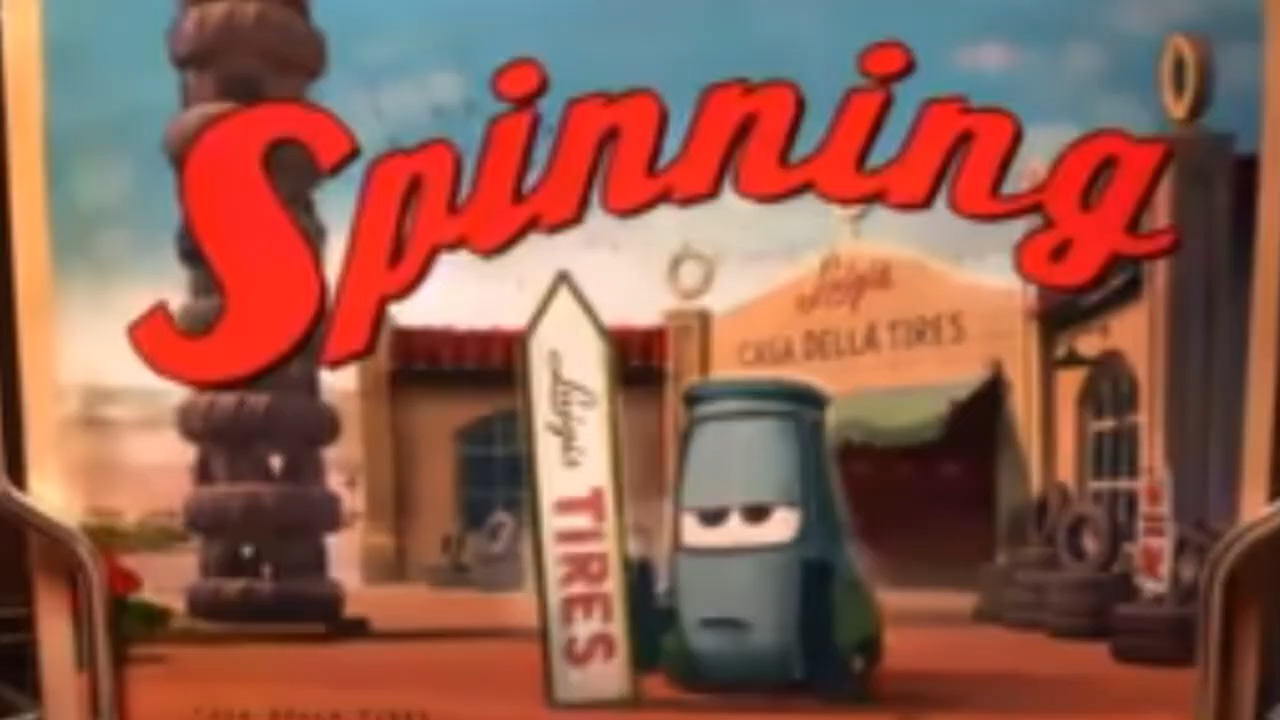 Spinning
Luigi's
CASA DELLA TIRES
Luigi's
TIRES